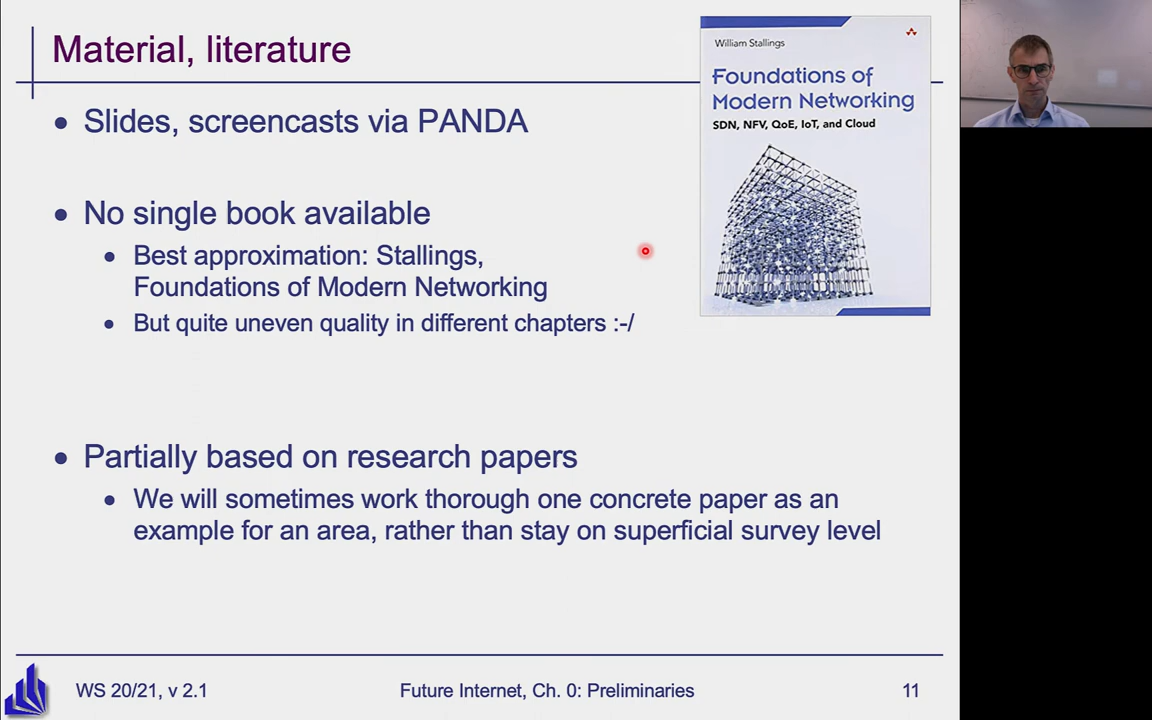 Material, literature
William Stallings
Foundations of
Modern Networking
SDN, NFV, QoE, IoT, and Cloud
• Slides, screencasts via PANDA
• No single book available
• Best approximation: Stallings,
Foundations of Modern Networking
• But quite uneven quality in different chapters :-/
• Partially based on research papers
• We will sometimes work thorough one concrete paper as an
example for an area, rather than stay on superficial survey level
WS 20/21, v 2.1
Future Internet, Ch. 0: Preliminaries
11